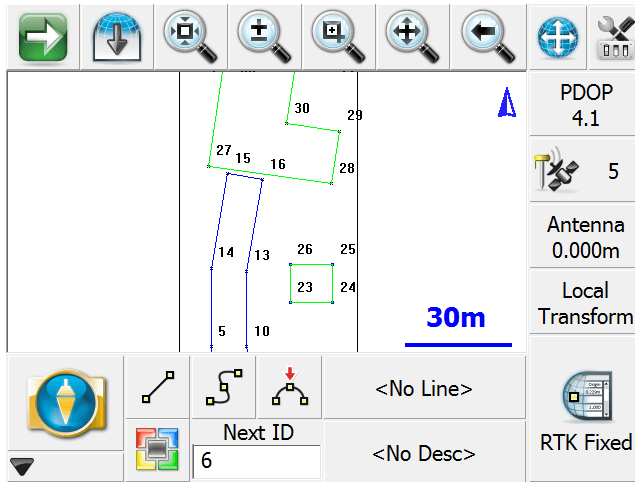 PDOP
4.1
30
29
27
15
16
28
5
Antenna
0.000m
14
13
26
25
23
24
Local
Transform
30m
5
10
<No Line>
Next ID
6
<No Desc>
RTK Fixed